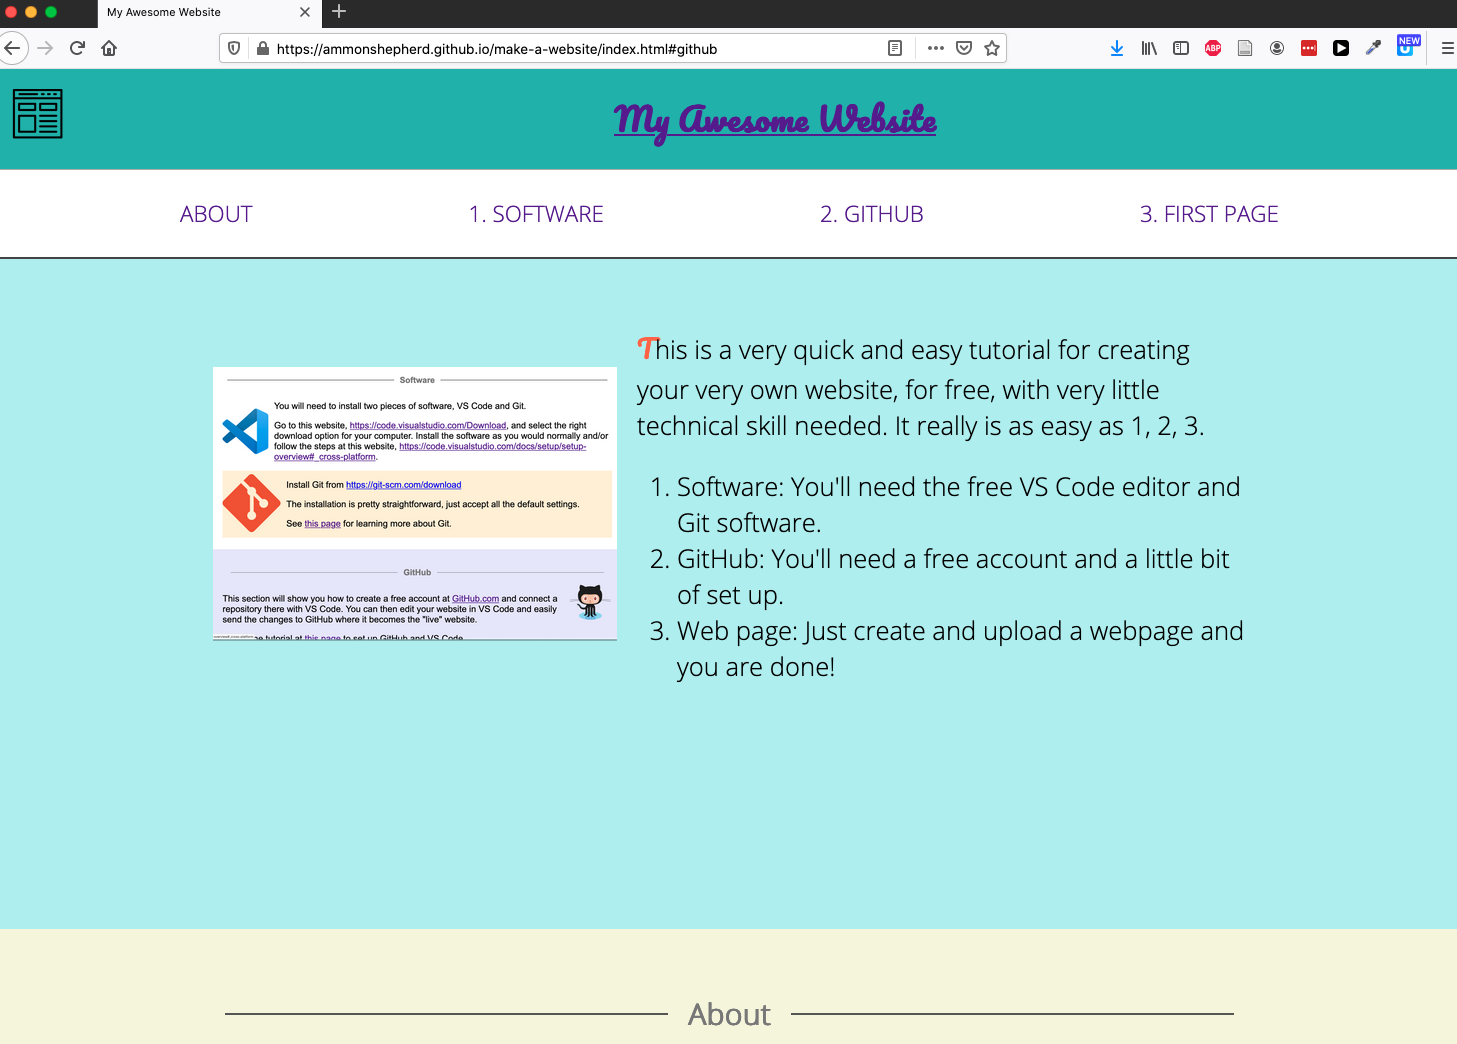 My Awesome Website
https://ammonshepherd.github.io/make-a-website/index.html#github
ABP
NEW
My Awesome Website
ABOUT
1. SOFTWARE
2. GITHUB
3. FIRST PAGE
Software
You will need to install two pieces of software, VS Code and Git.
Go to this website, https://code.visualstudio.com/Download, and select the right
download option for your computer. Install the software as you would normally and/or
follow the steps at this website, https://code.visualstudio.com/docs/setup/setup-
overview#_cross-platform.
Install Git from https://git-scm.com/download
The installation is pretty straightforward, just accept all the default settings.
See this page for learning more about Git.
GitHub
This section will show you how to create a free account at GitHub.com and connect a
repository there with VS Code. You can then edit your website in VS Code and easily
send the changes to GitHub where it becomes the "live" website.
tutorial at this page to set up GitHub and VS Code
This is a very quick and easy tutorial for creating
your very own website, for free, with very little
technical skill needed. It really is as easy as 1, 2, 3.
1. Software: You'll need the free VS Code editor and
Git software.
2. GitHub: You'll need a free account and a little bit
of set up.
3. Web page: Just create and upload a webpage and
you are done!
About